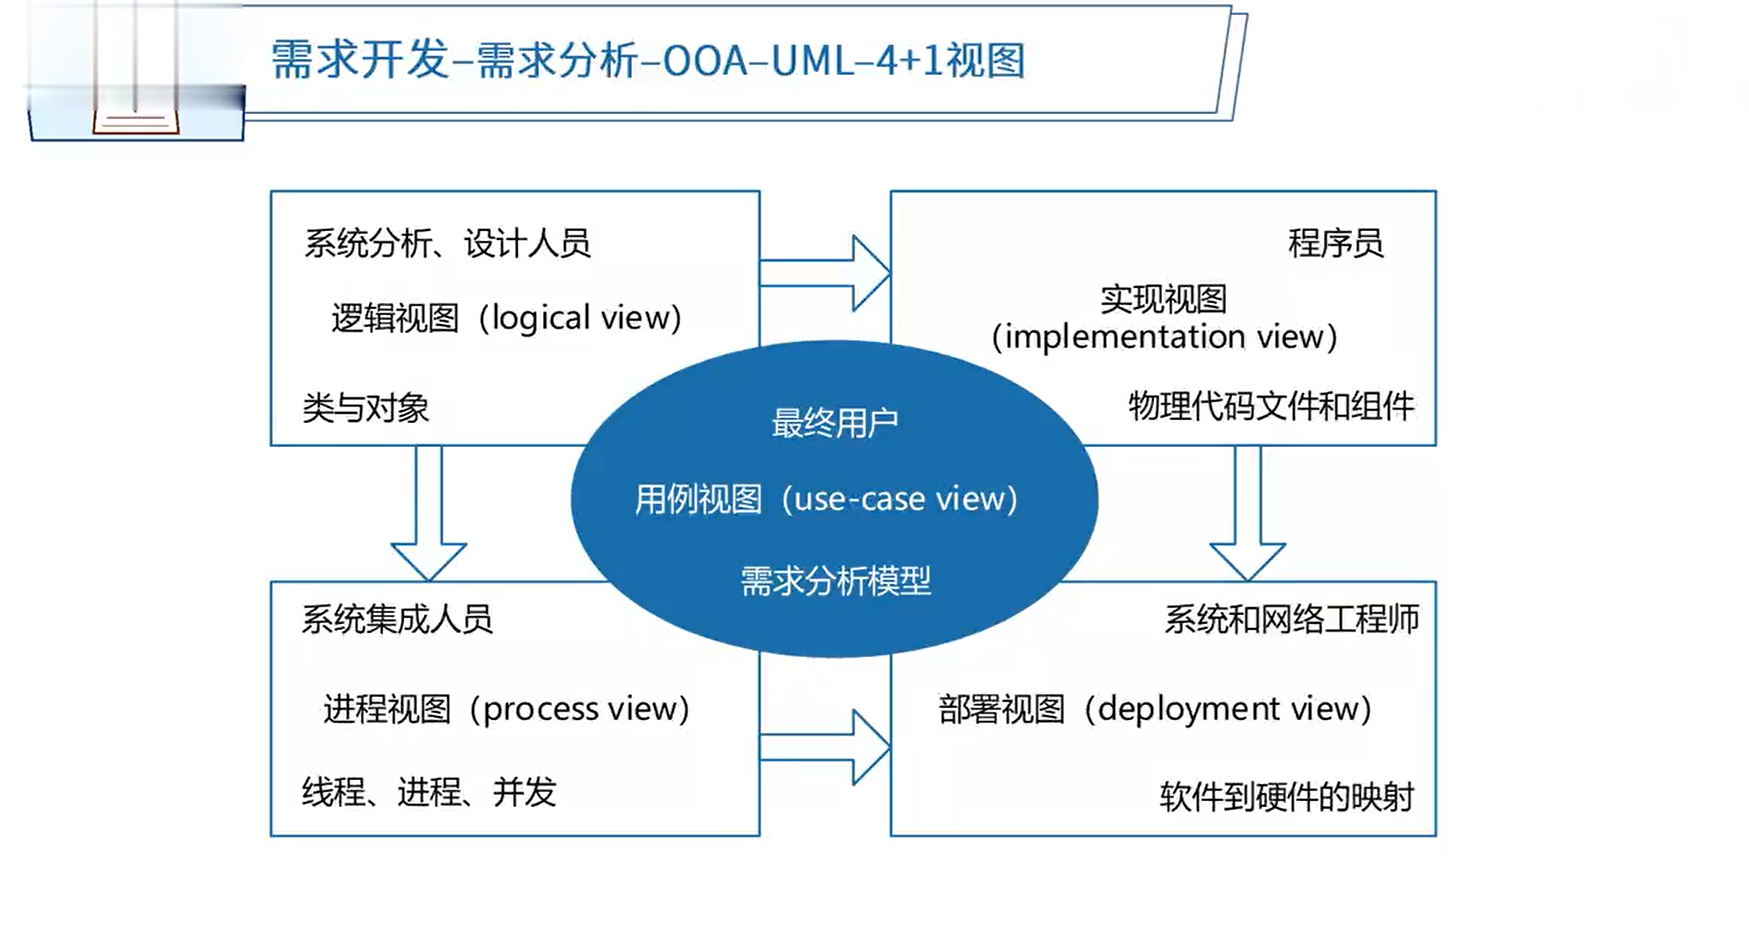 需求开发–需求分析–OOA–UML–4+1视图
系统分析、设计人员
逻辑视图（logical view）
类与对象
程序员
实现视图
（implementation view）
物理代码文件和组件
最终用户
用例视图（use-case view）
需求分析模型
系统集成人员
进程视图（process view）
线程、进程、并发
系统和网络工程师
部署视图（deployment view）
软件到硬件的映射